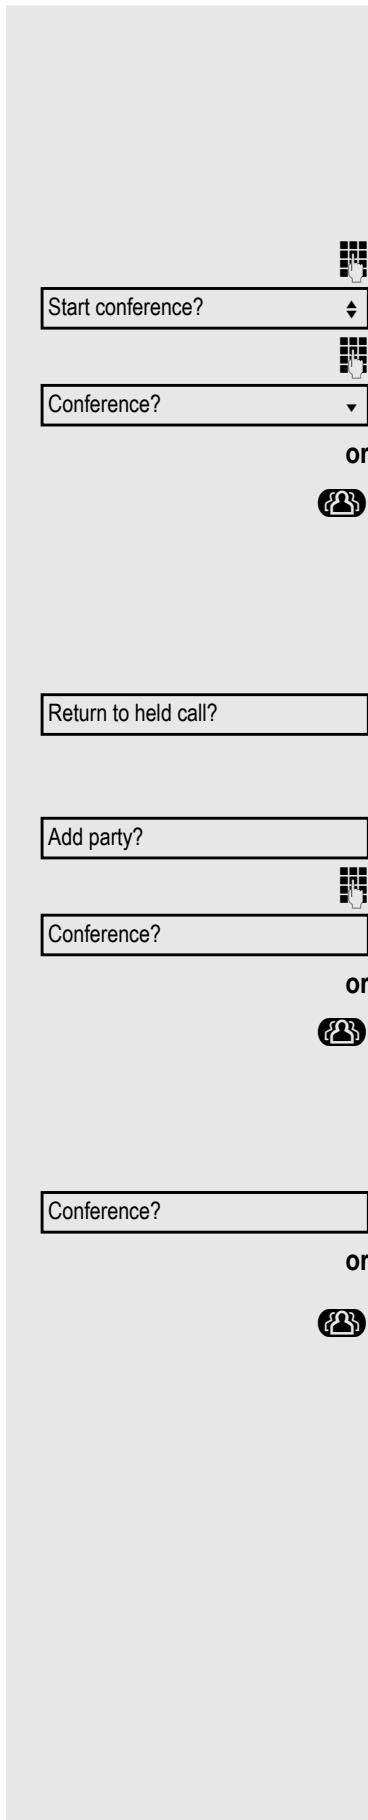 Start conference?
Conference?
or
Return to held call?
Add party?
Conference?
or
Conference?
or